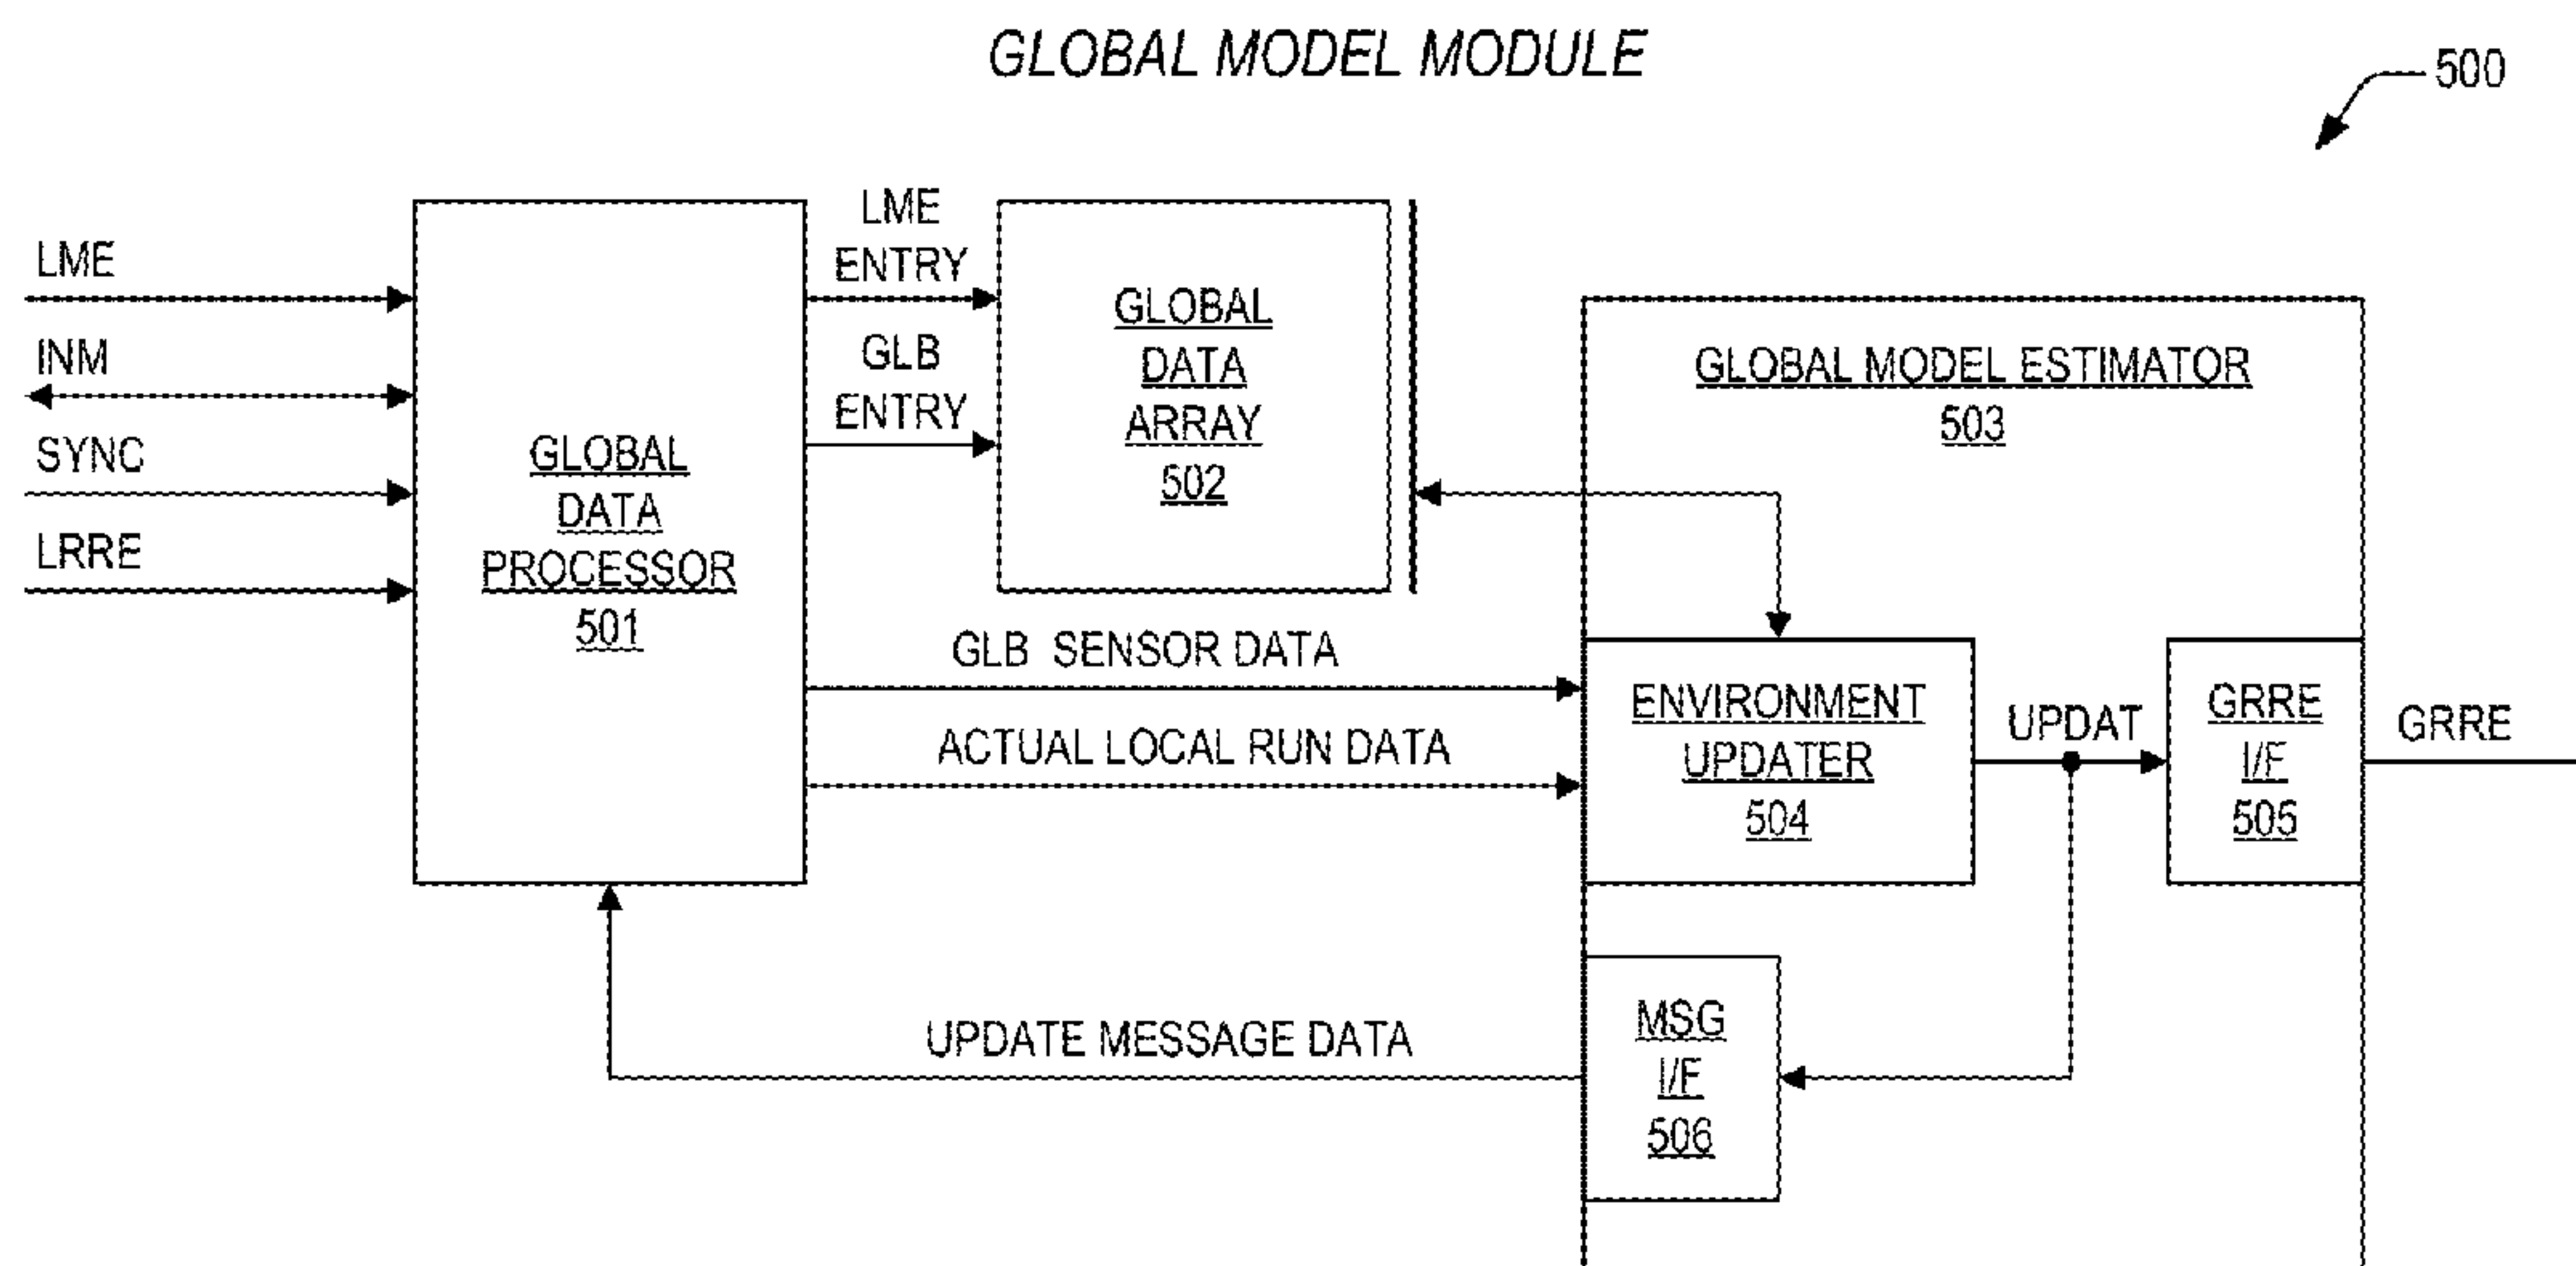 GLOBAL MODEL MODULE
500
LME
INM
SYNC
LRRE
GLOBAL
DATA
PROCESSOR
501
LME
ENTRY
GLB
ENTRY
GLOBAL
DATA
ARRAY
502
GLOBAL MODEL ESTIMATOR
503
GLB SENSOR DATA
ACTUAL LOCAL RUN DATA
ENVIRONMENT
UPDATER
504
UPDAT
GRRE
I/F
505
GRRE
UPDATE MESSAGE DATA
MSG
I/F
506